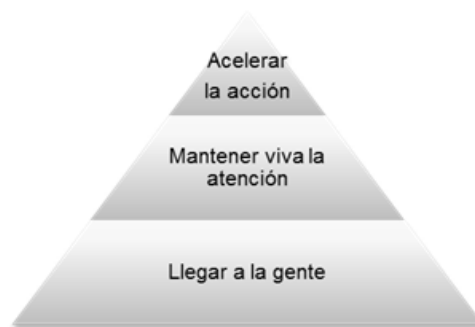 Acelerar
la acción
Mantener viva la
atención
Llegar a la gente